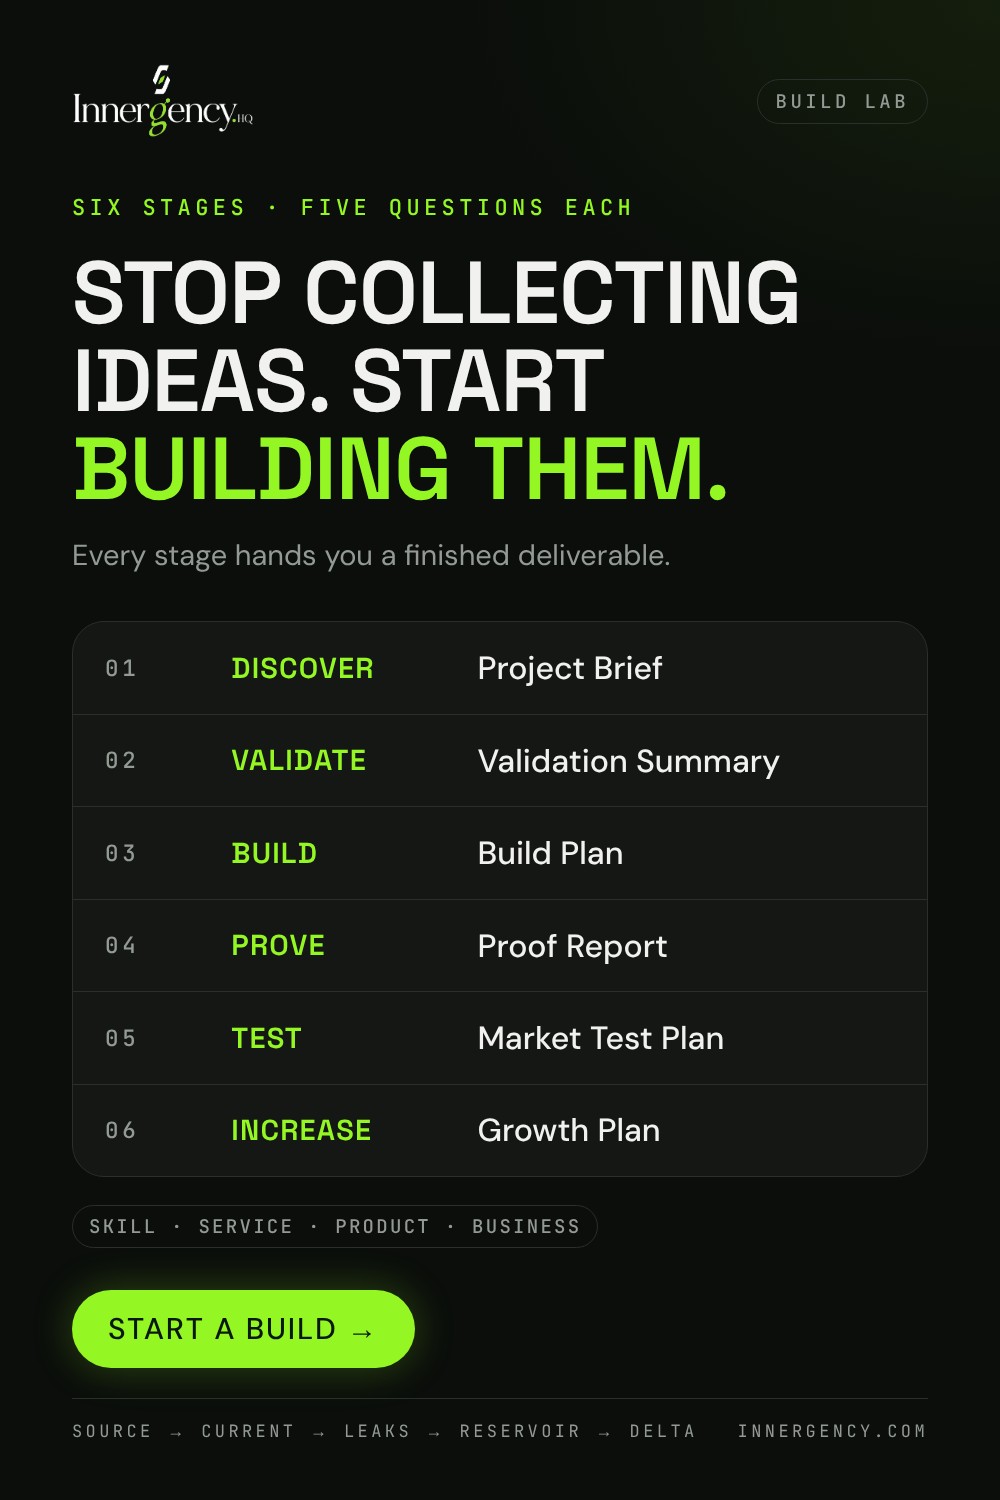 Innergency.HQ
BUILD LAB
SIX STAGES · FIVE QUESTIONS EACH
STOP COLLECTING
IDEAS. START
BUILDING THEM.
Every stage hands you a finished deliverable.
01 DISCOVER Project Brief
02 VALIDATE Validation Summary
03 BUILD Build Plan
04 PROVE Proof Report
05 TEST Market Test Plan
06 INCREASE Growth Plan
SKILL · SERVICE · PRODUCT · BUSINESS
START A BUILD →
SOURCE → CURRENT → LEAKS → RESERVOIR → DELTA INNERGENCY.COM